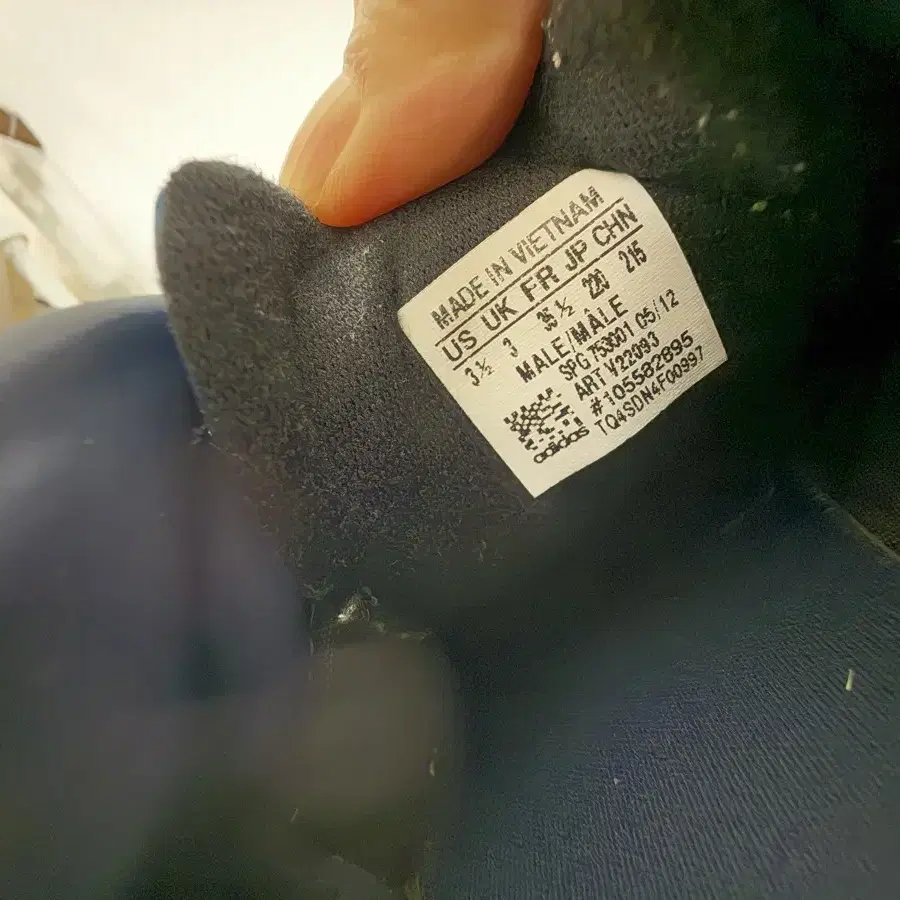 MADE IN VIETNAM
US UK FR JP CHN
3½ 3 35½ 220 215
MALE/MÂLE
SPG 753001 05/12
ART V22093
#105582895
TQ4SDN4FG0997
adidas